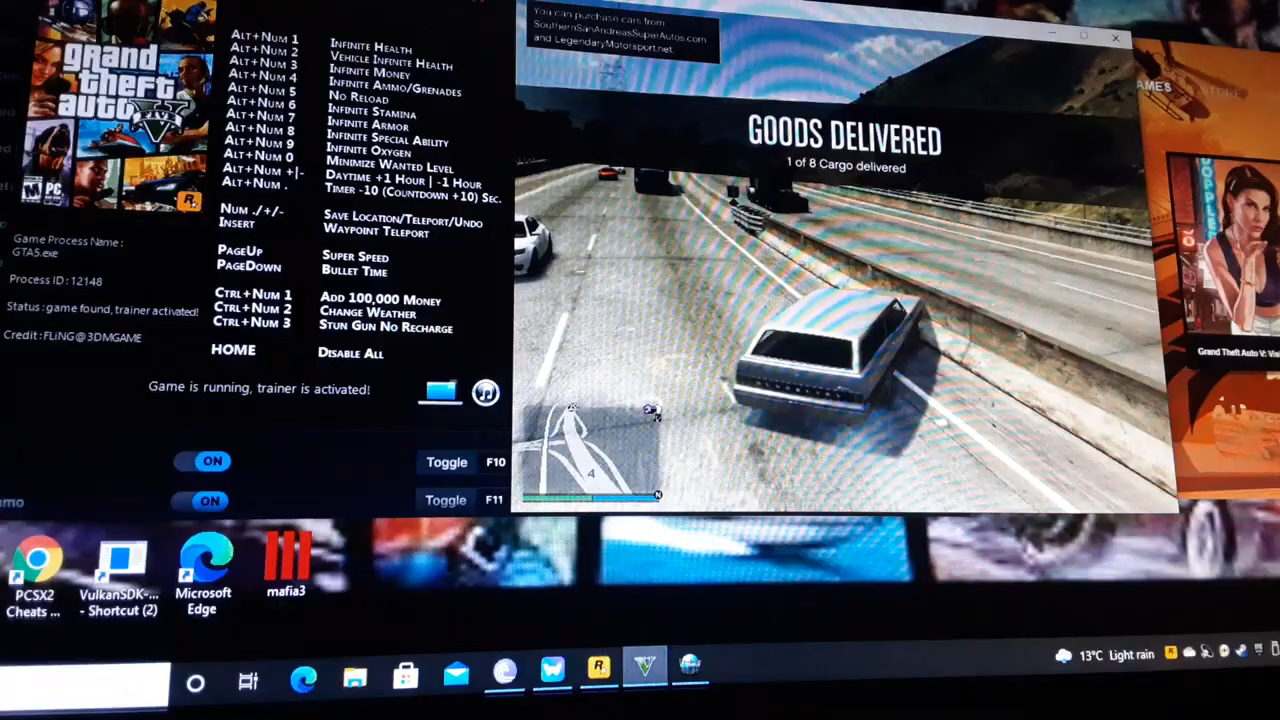 grand
theft
auto
FIVE
M
PC
R
Game Process Name :
GTA5.exe
Process ID : 12148
Status : game found, trainer activated!
Credit : FLiNG@3DMGAME
Alt+Num 1 Infinite Health
Alt+Num 2 Vehicle Infinite Health
Alt+Num 3 Infinite Money
Alt+Num 4 Infinite Ammo/Grenades
Alt+Num 5 No Reload
Alt+Num 6 Infinite Stamina
Alt+Num 7 Infinite Armor
Alt+Num 8 Infinite Special Ability
Alt+Num 9 Infinite Oxygen
Alt+Num 0 Minimize Wanted Level
Alt+Num +|- Daytime +1 Hour | -1 Hour
Alt+Num . Timer -10 (Countdown +10) Sec.
Num ./+/- Save Location/Teleport/Undo
Insert Waypoint Teleport
PageUp Super Speed
PageDown Bullet Time
Ctrl+Num 1 Add 100,000 Money
Ctrl+Num 2 Change Weather
Ctrl+Num 3 Stun Gun No Recharge
Home Disable All
Game is running, trainer is activated!
ON Toggle F10
mmo ON Toggle F11
You can purchase cars from
SouthernSanAndreasSuperAutos.com
and LegendaryMotorsport.net.
GOODS DELIVERED
1 of 8 Cargo delivered
4
N
AMES STORE
Grand Theft Auto V: Vi
PCSX2
Cheats ...
VulkanSDK-...
- Shortcut (2)
Microsoft
Edge
mafia3
13°C Light rain